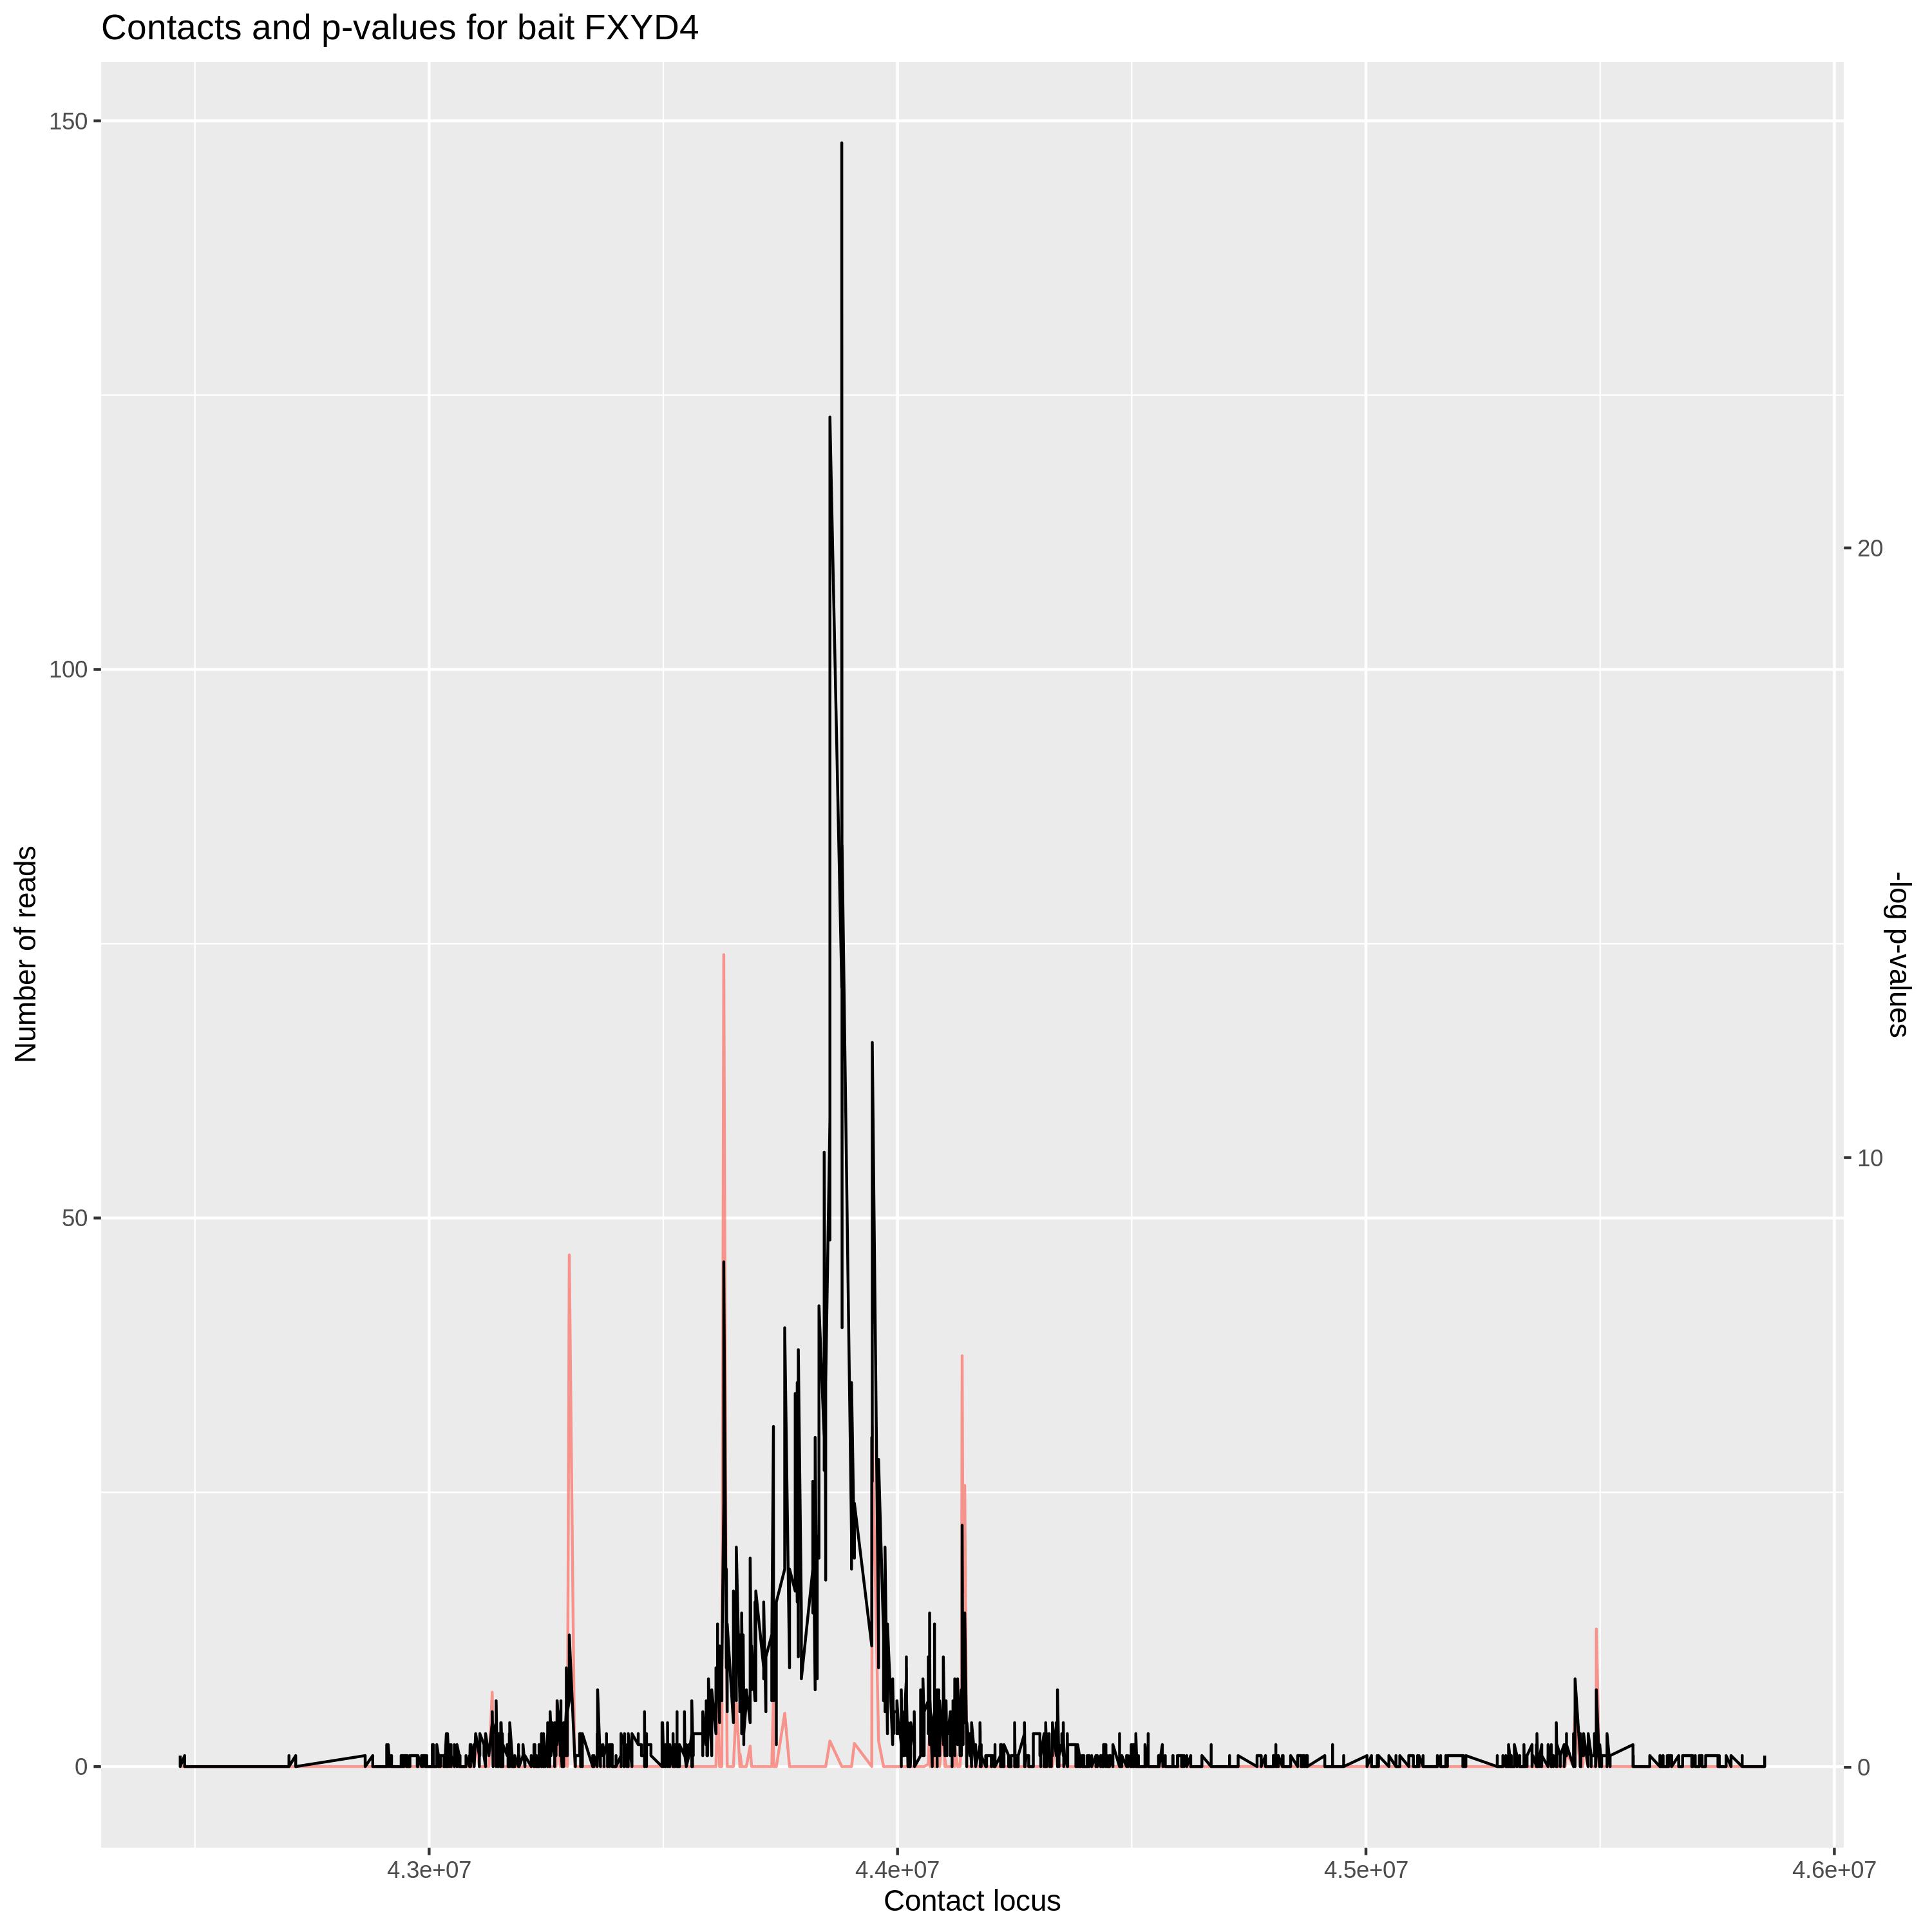 Contacts and p-values for bait FXYD4
150
100
50
0
Number of reads
20
10
0
-log p-values
4.3e+07
4.4e+07
4.5e+07
4.6e+07
Contact locus